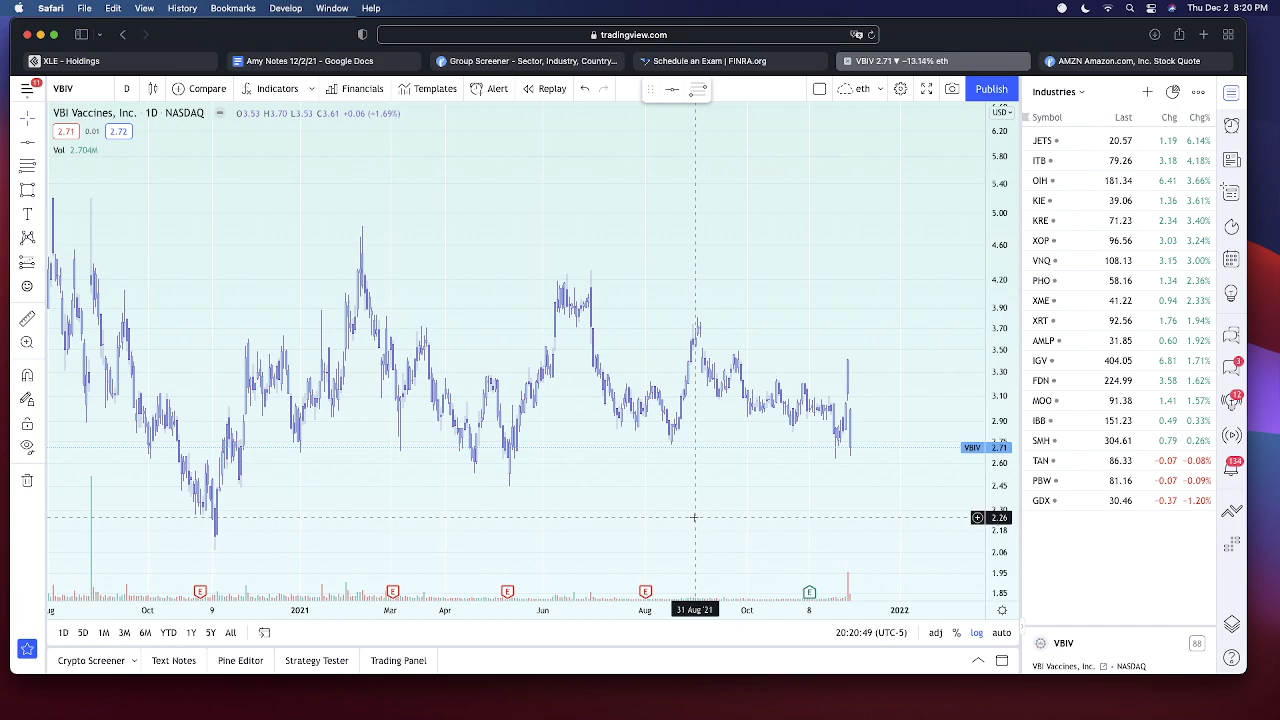 Safari File Edit View History Bookmarks Develop Window Help Thu Dec 2 8:20 PM
tradingview.com
XLE - Holdings
Amy Notes 12/2/21 - Google Docs
Group Screener - Sector, Industry, Country...
Schedule an Exam | FINRA.org
VBIV 2.71 ▼ −13.14% eth
AMZN Amazon.com, Inc. Stock Quote
VBIV D Compare Indicators Financials Templates Alert Replay eth Publish
VBI Vaccines, Inc. · 1D · NASDAQ O3.53 H3.70 L3.53 C3.61 +0.06 (+1.69%)
2.71 0.01 2.72
Vol 2.704M
USD
6.20
5.80
5.40
5.00
4.60
4.20
3.90
3.70
3.50
3.30
3.10
2.90
VBIV 2.71
2.60
2.45
2.26
2.18
2.06
1.95
1.85
E E E E E
Oct 9 2021 Mar Apr Jun Aug 31 Aug '21 Oct 8 2022
1D 5D 1M 3M 6M YTD 1Y 5Y All 20:20:49 (UTC-5) adj % log auto
Crypto Screener Text Notes Pine Editor Strategy Tester Trading Panel
Industries
Symbol Last Chg Chg%
JETS 20.57 1.19 6.14%
ITB 79.26 3.18 4.18%
OIH 181.34 6.41 3.66%
KIE 39.06 1.36 3.61%
KRE 71.23 2.34 3.40%
XOP 96.56 3.03 3.24%
VNQ 108.13 3.15 3.00%
PHO 58.16 1.34 2.36%
XME 41.22 0.94 2.33%
XRT 92.56 1.76 1.94%
AMLP 31.85 0.60 1.92%
IGV 404.05 6.81 1.71%
FDN 224.99 3.58 1.62%
MOO 91.38 1.41 1.57%
IBB 151.23 0.49 0.33%
SMH 304.61 0.79 0.26%
TAN 86.33 −0.07 −0.08%
PBW 81.16 −0.07 −0.09%
GDX 30.46 −0.37 −1.20%
3
12
134
VBIV 88
VBI Vaccines, Inc. · NASDAQ